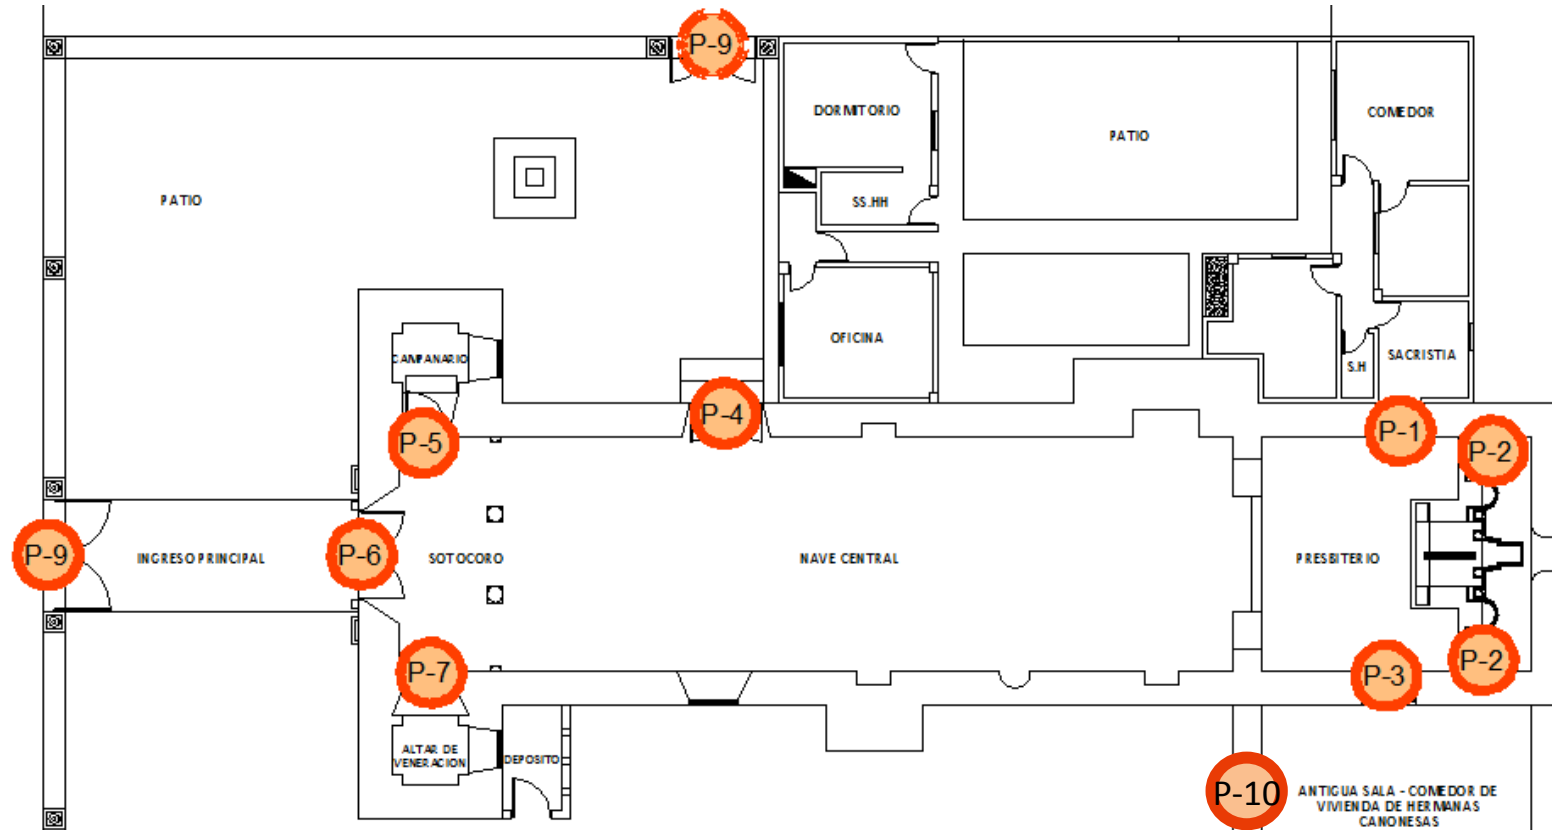 P-9
DORMITORIO
COMEDOR
PATIO
PATIO
SS.HH
OFICINA
CAMPANARIO
SACRISTIA
S.H
P-4
P-5
P-1
P-2
P-9
INGRESO PRINCIPAL
P-6
SOTOCORO
NAVE CENTRAL
PRESBITERIO
P-7
P-3
P-2
ALTAR DE
VENERACION
DEPOSITO
P-10
ANTIGUA SALA - COMEDOR DE
VIVIENDA DE HERMANAS
CANONESAS